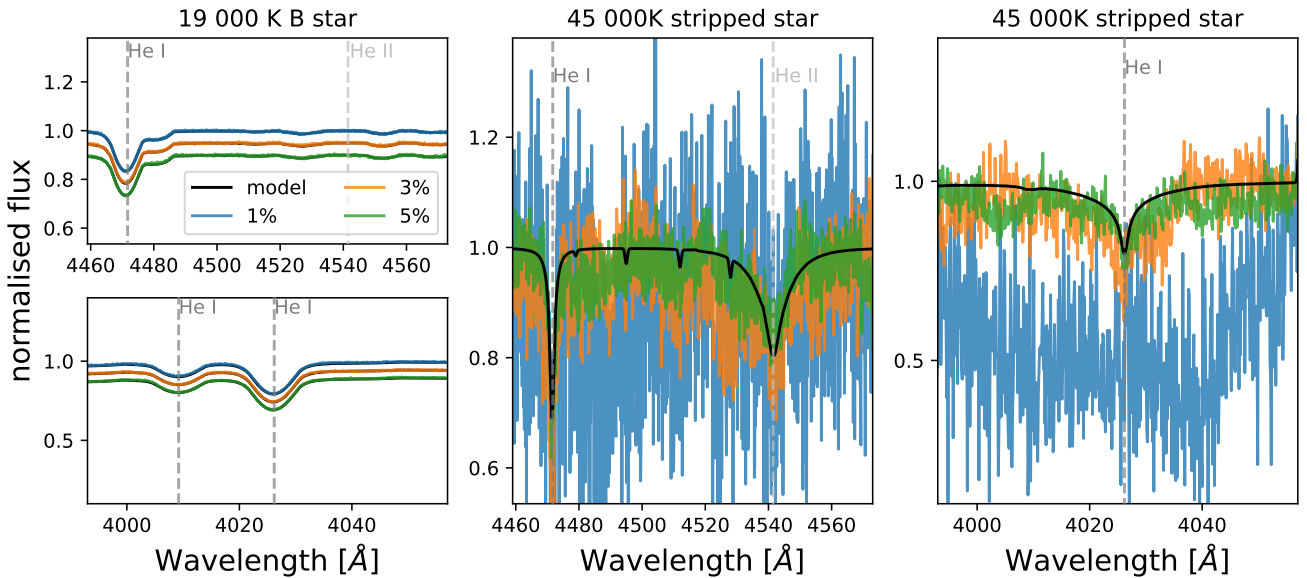 19 000 K B star
45 000K stripped star
45 000K stripped star
normalised flux
He I
He II
1.2
1.0
0.8
0.6
model
1%
3%
5%
4460 4480 4500 4520 4540 4560
He I
He I
1.0
0.5
4000 4020 4040
Wavelength [Å]
He I
He II
1.2
1.0
0.8
0.6
4460 4480 4500 4520 4540 4560
Wavelength [Å]
He I
1.0
0.5
4000 4020 4040
Wavelength [Å]